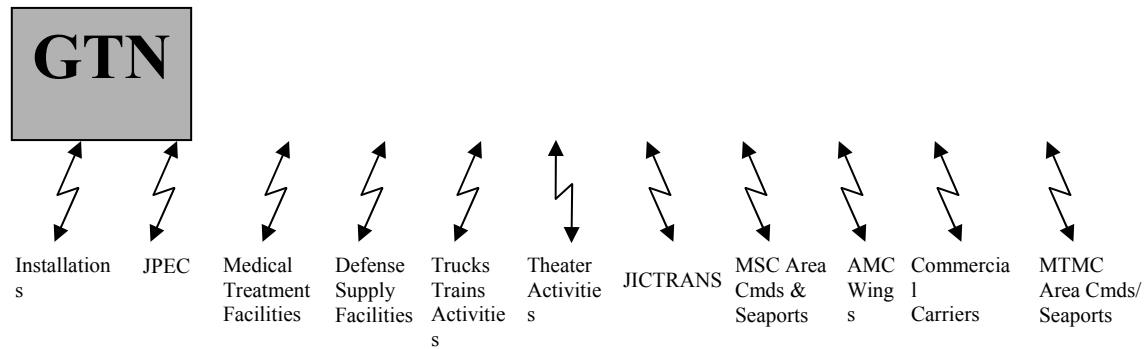 GTN
Installation
s
JPEC
Medical
Treatment
Facilities
Defense
Supply
Facilities
Trucks
Trains
Activitie
s
Theater
Activitie
s
JICTRANS
MSC Area
Cmds &
Seaports
AMC
Wing
s
Commercia
l
Carriers
MTMC
Area Cmds/
Seaports